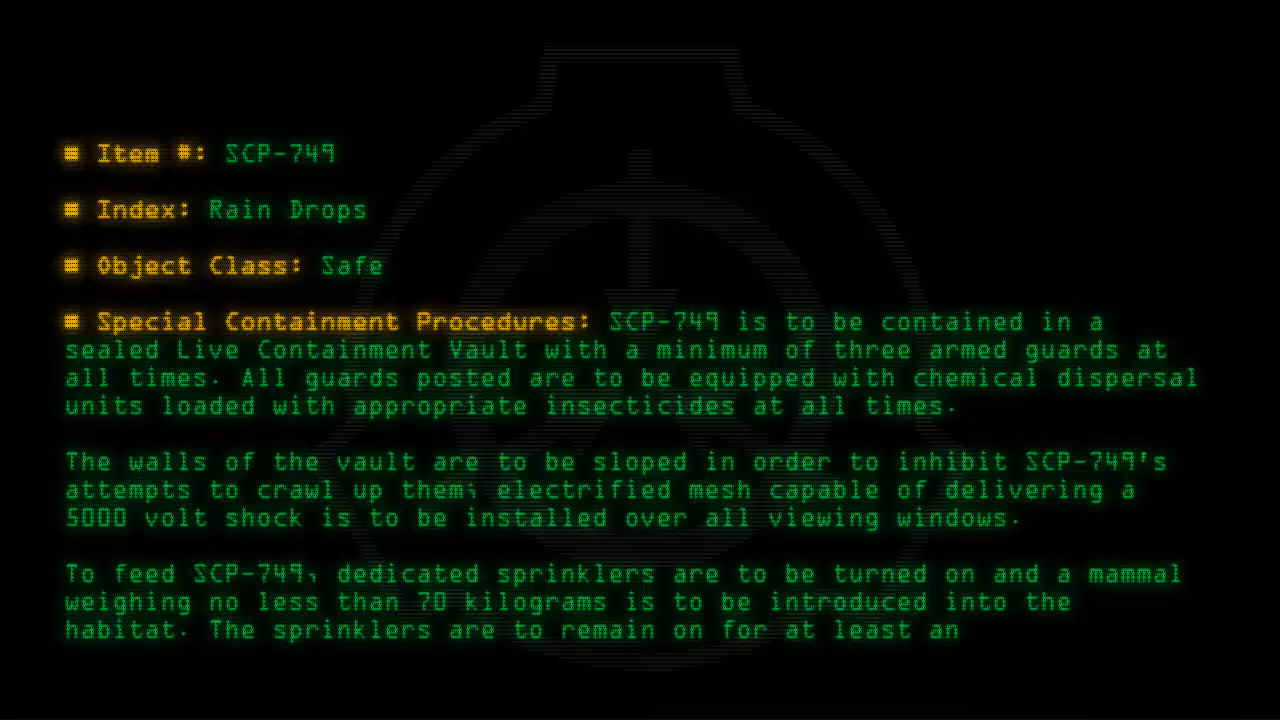 ■ Item #: SCP-749
■ Index: Rain Drops
■ Object Class: Safe
■ Special Containment Procedures: SCP-749 is to be contained in a
sealed Live Containment Vault with a minimum of three armed guards at
all times. All guards posted are to be equipped with chemical dispersal
units loaded with appropriate insecticides at all times.
The walls of the vault are to be sloped in order to inhibit SCP-749's
attempts to crawl up them; electrified mesh capable of delivering a
5000 volt shock is to be installed over all viewing windows.
To feed SCP-749, dedicated sprinklers are to be turned on and a mammal
weighing no less than 70 kilograms is to be introduced into the
habitat. The sprinklers are to remain on for at least an